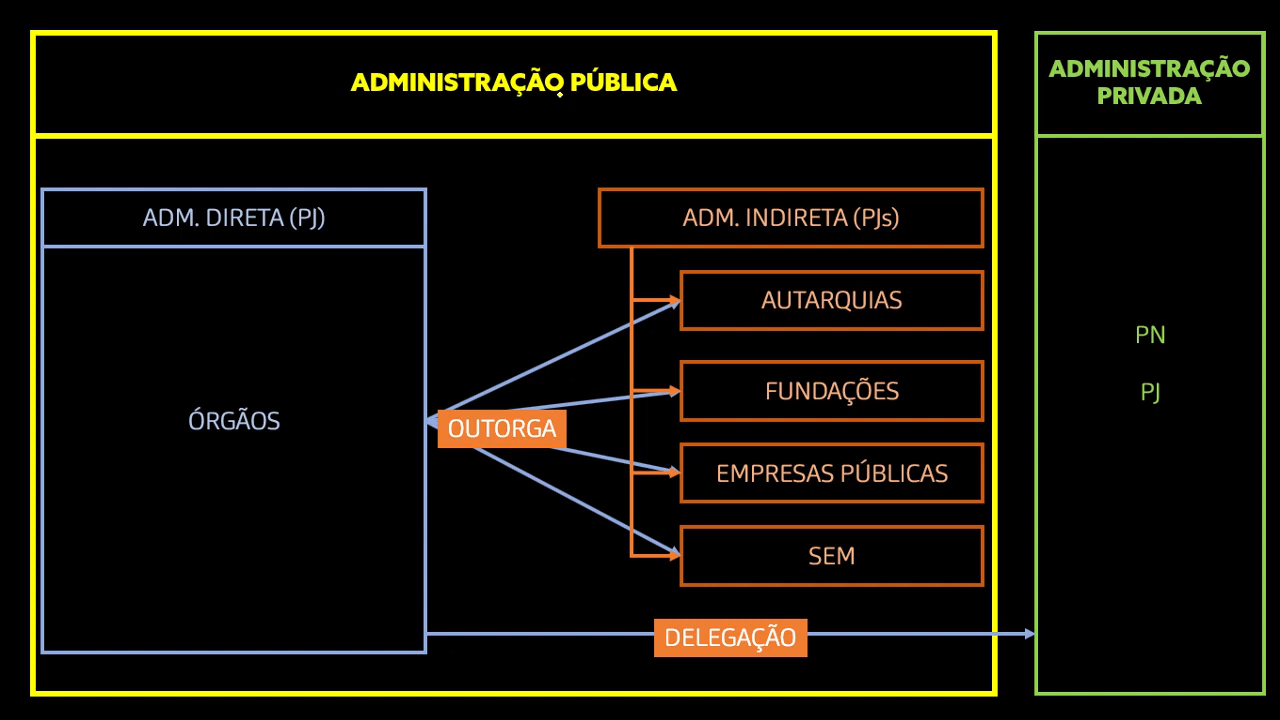 ADMINISTRAÇÃO PÚBLICA
ADMINISTRAÇÃO
PRIVADA
ADM. DIRETA (PJ)
ÓRGÃOS
OUTORGA
ADM. INDIRETA (PJs)
AUTARQUIAS
FUNDAÇÕES
EMPRESAS PÚBLICAS
SEM
DELEGAÇÃO
PN
PJ